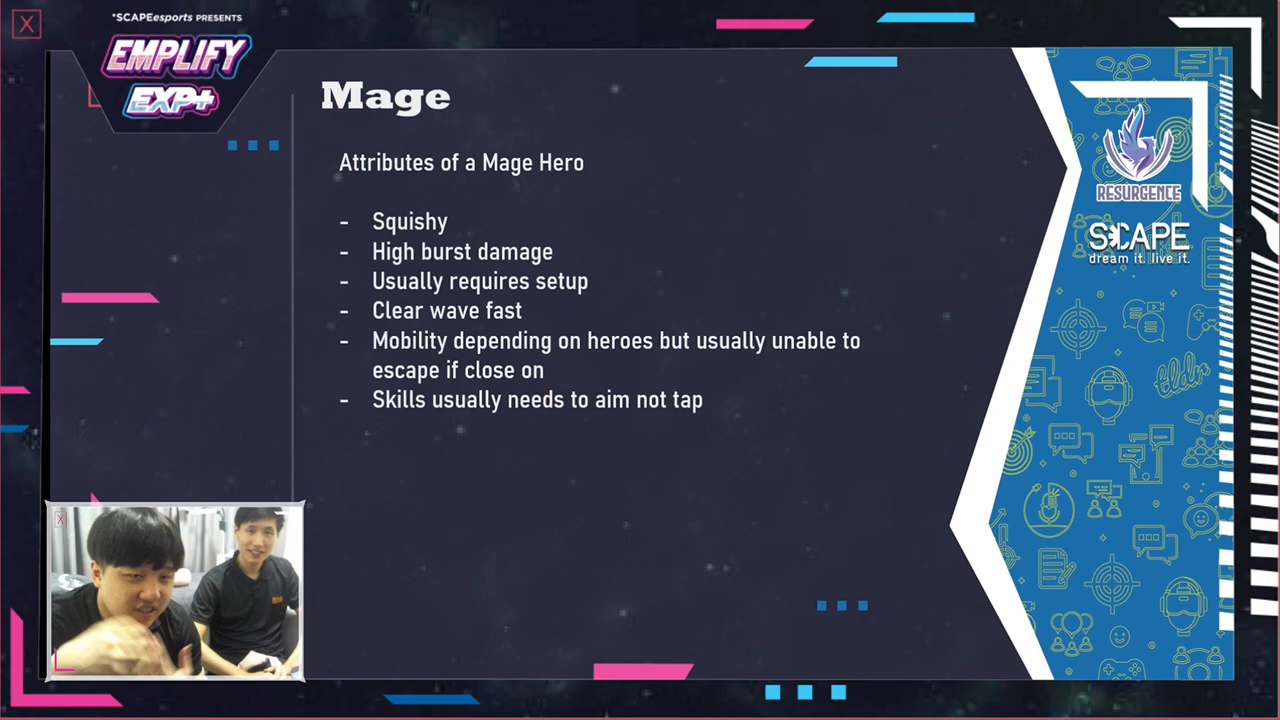 *SCAPEesports PRESENTS
EMPLIFY
EXP+
Mage
Attributes of a Mage Hero
- Squishy
- High burst damage
- Usually requires setup
- Clear wave fast
- Mobility depending on heroes but usually unable to
escape if close on
- Skills usually needs to aim not tap
RESURGENCE
S*CAPE
dream it. live it.
tldr